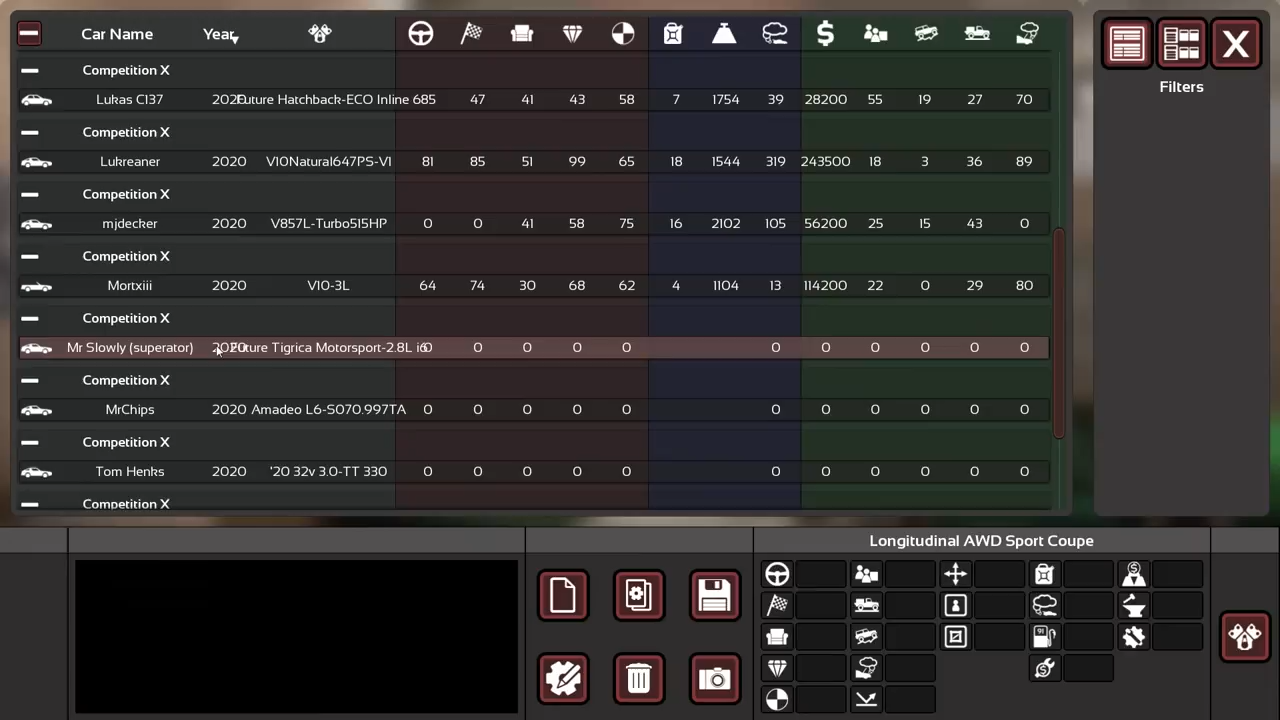 Car Name Year
Filters
Competition X
Lukas C137 2020 Future Hatchback-ECO Inline 6 85 47 41 43 58 7 1754 39 28200 55 19 27 70
Competition X
Lukreaner 2020 V10Natural647PS-V1 81 85 51 99 65 18 1544 319 243500 18 3 36 89
Competition X
mjdecker 2020 V857L-Turbo515HP 0 0 41 58 75 16 2102 105 56200 25 15 43 0
Competition X
Mortxiii 2020 V10-3L 64 74 30 68 62 4 1104 13 114200 22 0 29 80
Competition X
Mr Slowly (superator) 2020 Future Tigrica Motorsport-2.8L i6 0 0 0 0 0 0 0 0 0 0 0
Competition X
MrChips 2020 Amadeo L6-S070.997TA 0 0 0 0 0 0 0 0 0 0 0
Competition X
Tom Henks 2020 '20 32v 3.0-TT 330 0 0 0 0 0 0 0 0 0 0 0
Competition X
Longitudinal AWD Sport Coupe